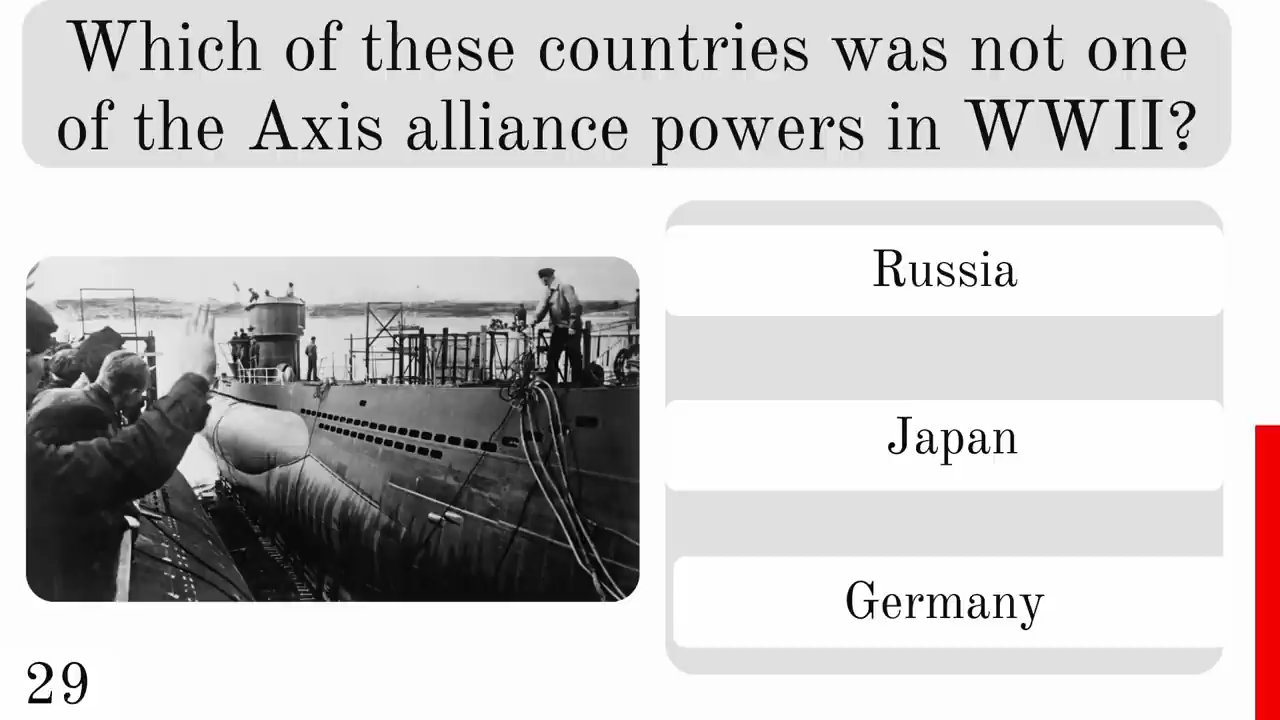 Which of these countries was not one
of the Axis alliance powers in WWII?
Russia
Japan
Germany
29